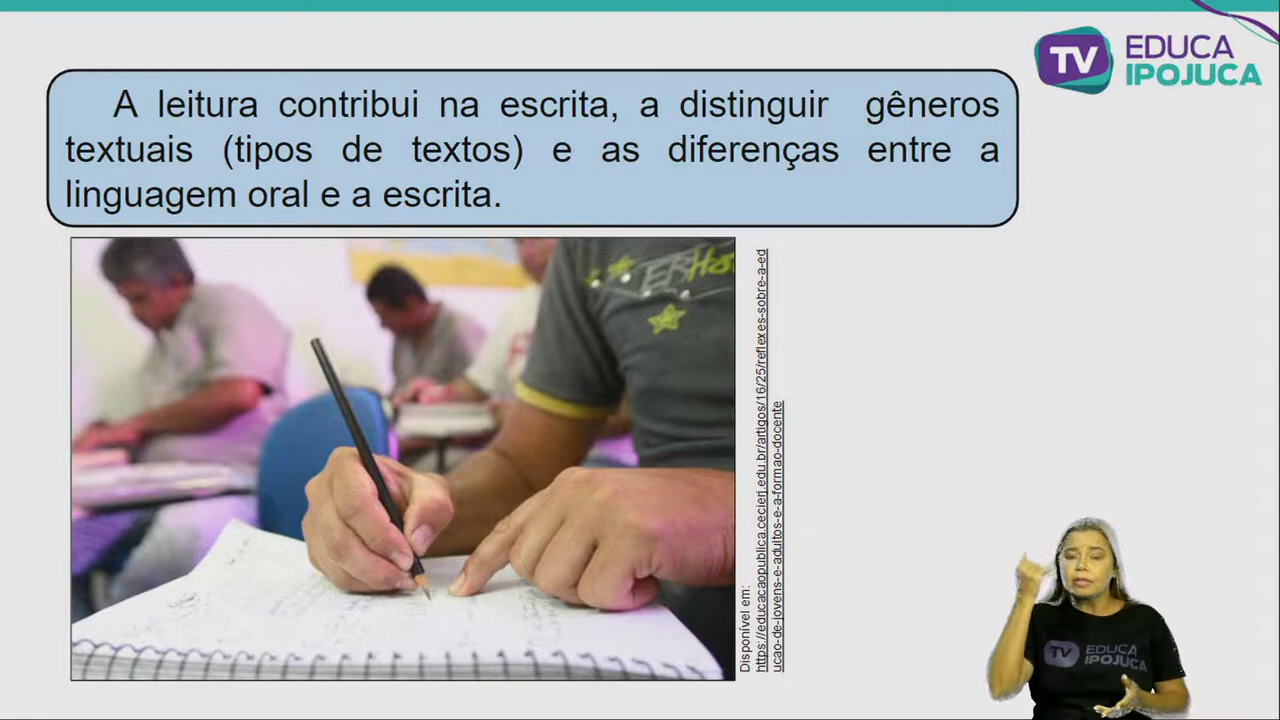 TV EDUCA
IPOJUCA
A leitura contribui na escrita, a distinguir gêneros
textuais (tipos de textos) e as diferenças entre a
linguagem oral e a escrita.
Disponível em:
https://educacaopublica.cecierj.edu.br/artigos/16/25/reflexes-sobre-a-ed
ucao-de-jovens-e-adultos-e-a-formao-docente
TV EDUCA
IPOJUCA